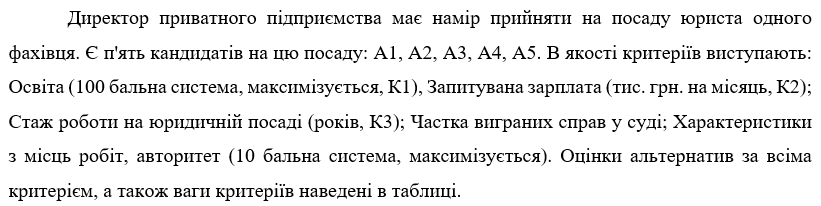 Директор приватного підприємства має намір прийняти на посаду юриста одного
фахівця. Є п'ять кандидатів на цю посаду: А1, А2, А3, А4, А5. В якості критеріїв виступають:
Освіта (100 бальна система, максимізується, К1), Запитувана зарплата (тис. грн. на місяць, К2);
Стаж роботи на юридичній посаді (років, К3); Частка виграних справ у суді; Характеристики
з місць робіт, авторитет (10 бальна система, максимізується). Оцінки альтернатив за всіма
критерієм, а також ваги критеріїв наведені в таблиці.